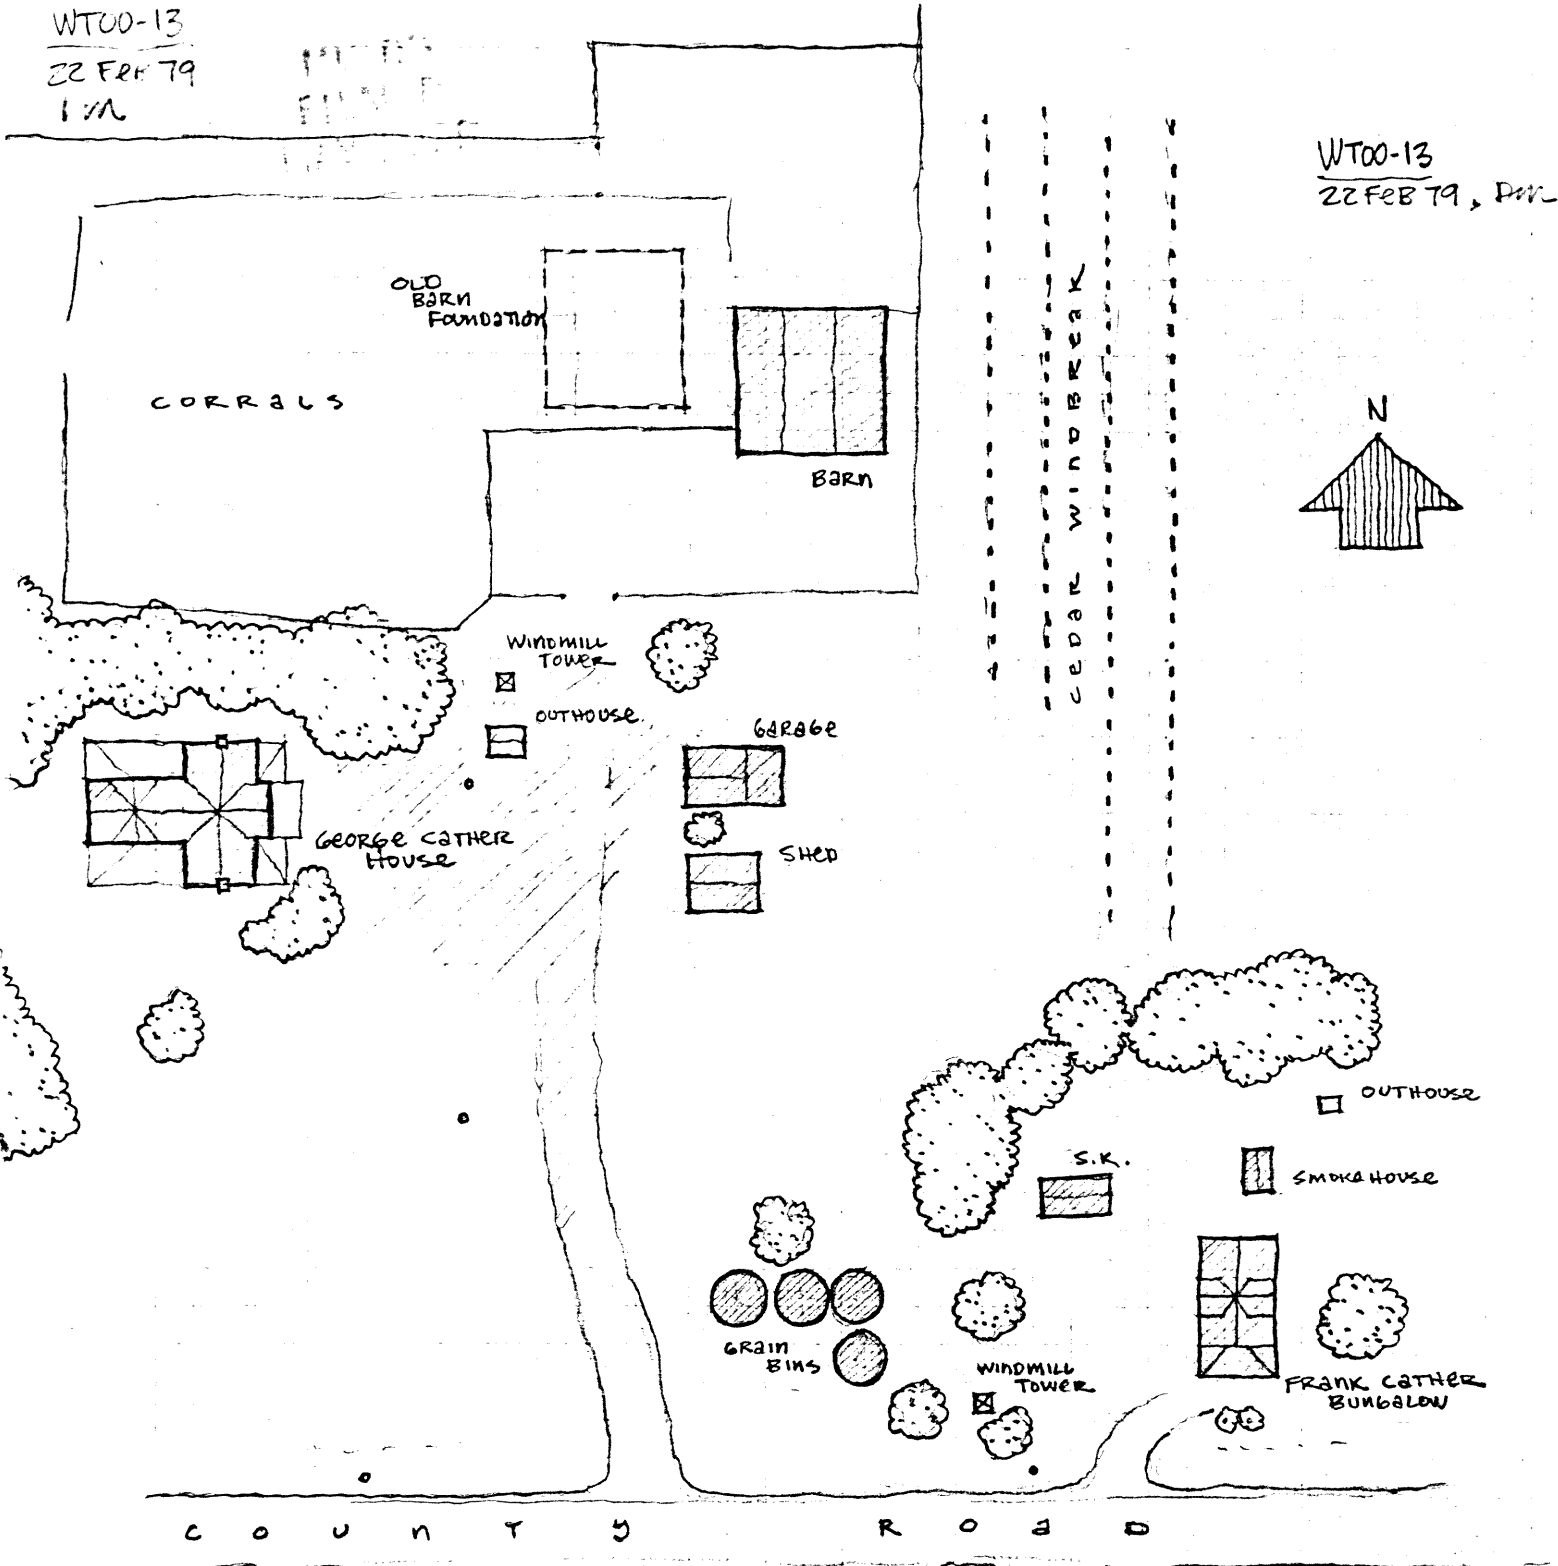 WT00-13
22 FEB 79
WT00-13
22 FEB 79, DM
OLD
BARN
FOUNDATION
CORRALS
BARN
CEDAR WINDBREAK
N
WINDMILL
TOWER
OUTHOUSE
GARAGE
GEORGE CATHER
HOUSE
SHED
OUTHOUSE
S.K.
SMOKEHOUSE
GRAIN
BINS
WINDMILL
TOWER
FRANK CATHER
BUNGALOW
COUNTY ROAD